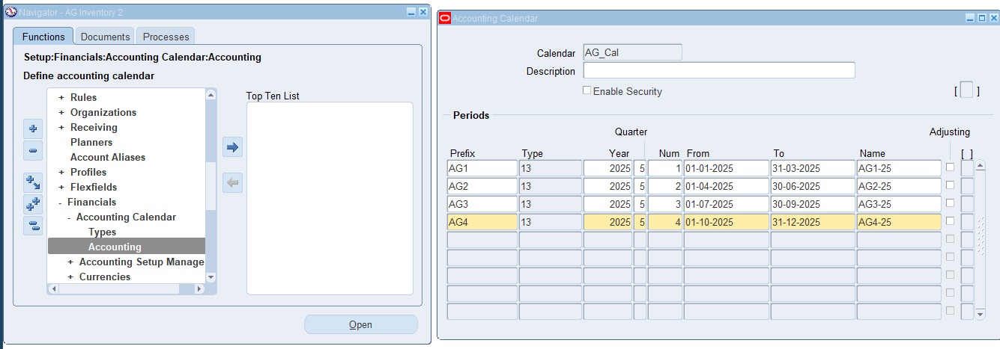 Navigator - AG Inventory 2
Functions Documents Processes
Setup:Financials:Accounting Calendar:Accounting
Define accounting calendar
+ Rules
+ Organizations
+ Receiving
Planners
Account Aliases
+ Profiles
+ Flexfields
- Financials
- Accounting Calendar
Types
Accounting
+ Accounting Setup Manage
+ Currencies
Top Ten List
Open
Accounting Calendar
Calendar AG_Cal
Description
Enable Security
[ ]
Periods
Quarter Adjusting
Prefix Type Year Num From To Name [ ]
AG1 13 2025 5 1 01-01-2025 31-03-2025 AG1-25
AG2 13 2025 5 2 01-04-2025 30-06-2025 AG2-25
AG3 13 2025 5 3 01-07-2025 30-09-2025 AG3-25
AG4 13 2025 5 4 01-10-2025 31-12-2025 AG4-25